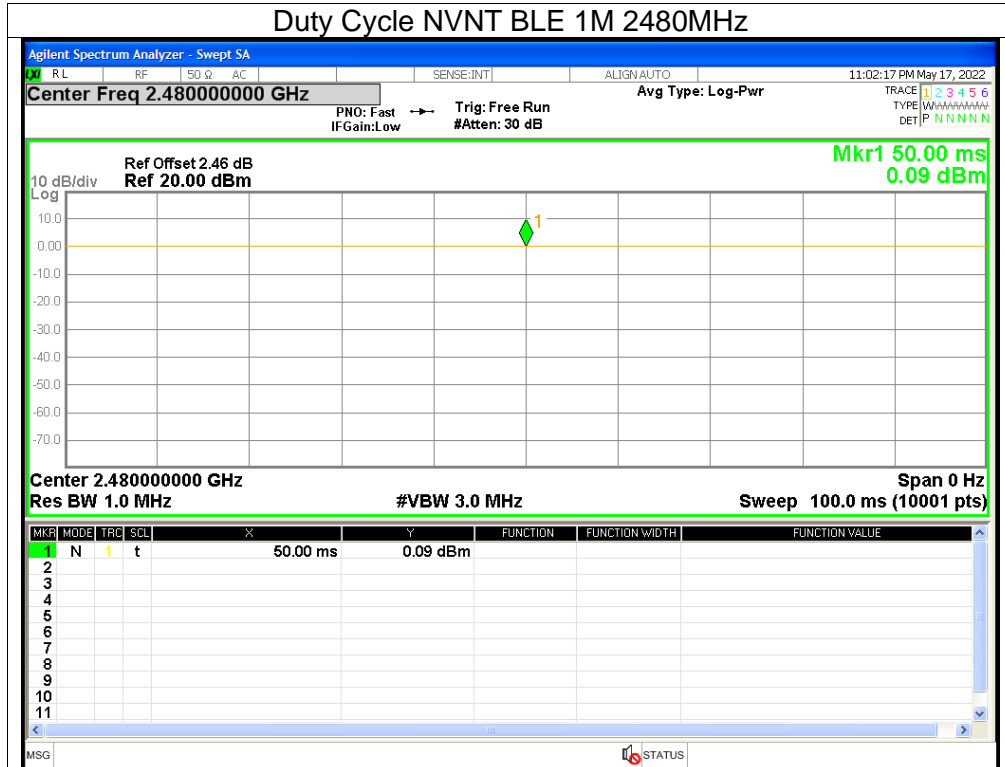 Duty Cycle NVNT BLE 1M 2480MHz
Agilent Spectrum Analyzer - Swept SA
LXI RL RF 50 Ω AC SENSE:INT ALIGNAUTO 11:02:17 PM May 17, 2022
Center Freq 2.480000000 GHz
PNO: Fast
IFGain:Low
Trig: Free Run
#Atten: 30 dB
Avg Type: Log-Pwr
TRACE 1 2 3 4 5 6
TYPE W
DET P N N N N N
Mkr1 50.00 ms
0.09 dBm
Ref Offset 2.46 dB
10 dB/div Ref 20.00 dBm
Log
10.0
0.00
-10.0
-20.0
-30.0
-40.0
-50.0
-60.0
-70.0
1
Center 2.480000000 GHz Span 0 Hz
Res BW 1.0 MHz #VBW 3.0 MHz Sweep 100.0 ms (10001 pts)
MKR MODE TRC SCL X Y FUNCTION FUNCTION WIDTH FUNCTION VALUE
1 N 1 t 50.00 ms 0.09 dBm
2
3
4
5
6
7
8
9
10
11
MSG STATUS